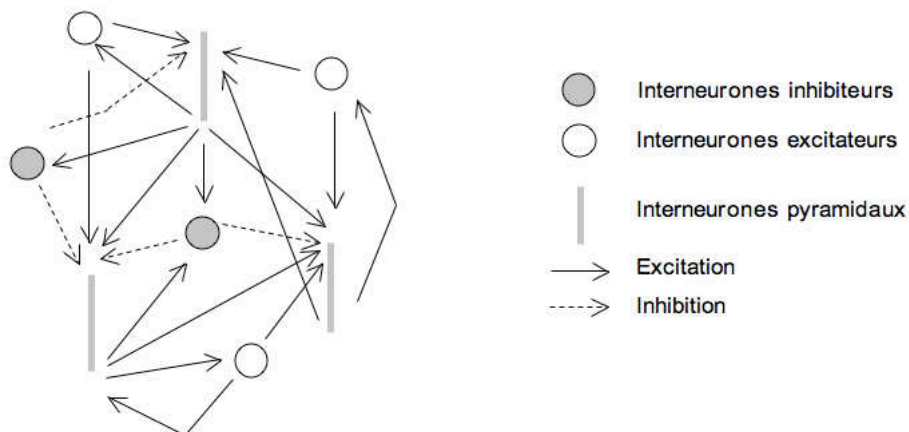 Interneurones inhibiteurs
Interneurones excitateurs
Interneurones pyramidaux
Excitation
Inhibition